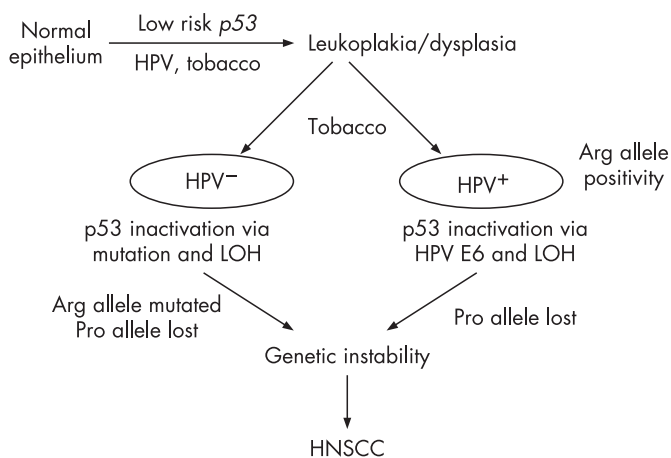 Normal
epithelium
Low risk p53
HPV, tobacco
Leukoplakia/dysplasia
Tobacco
HPV⁻
HPV⁺
Arg allele
positivity
p53 inactivation via
mutation and LOH
p53 inactivation via
HPV E6 and LOH
Arg allele mutated
Pro allele lost
Pro allele lost
Genetic instability
HNSCC